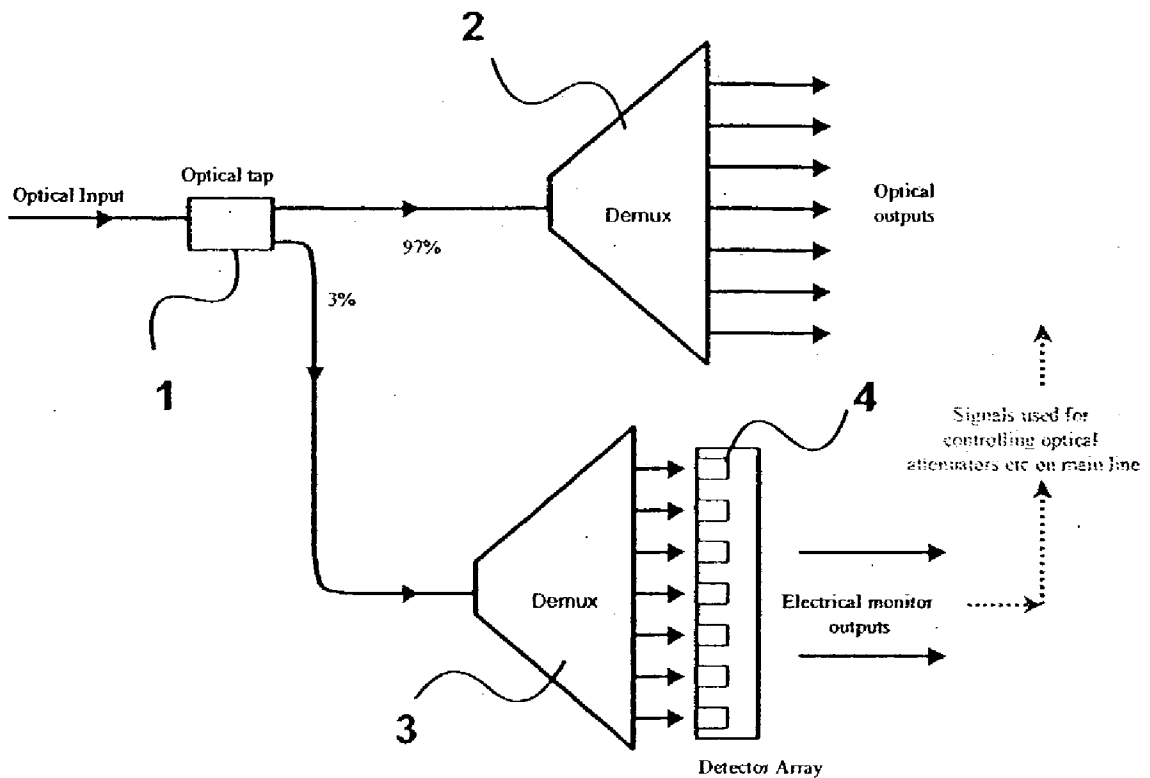 2
Optical tap
Optical Input
97%
Demux
Optical
outputs
3%
1
4
Signals used for
controlling optical
attenuators etc on main line
Demux
Electrical monitor
outputs
3
Detector Array